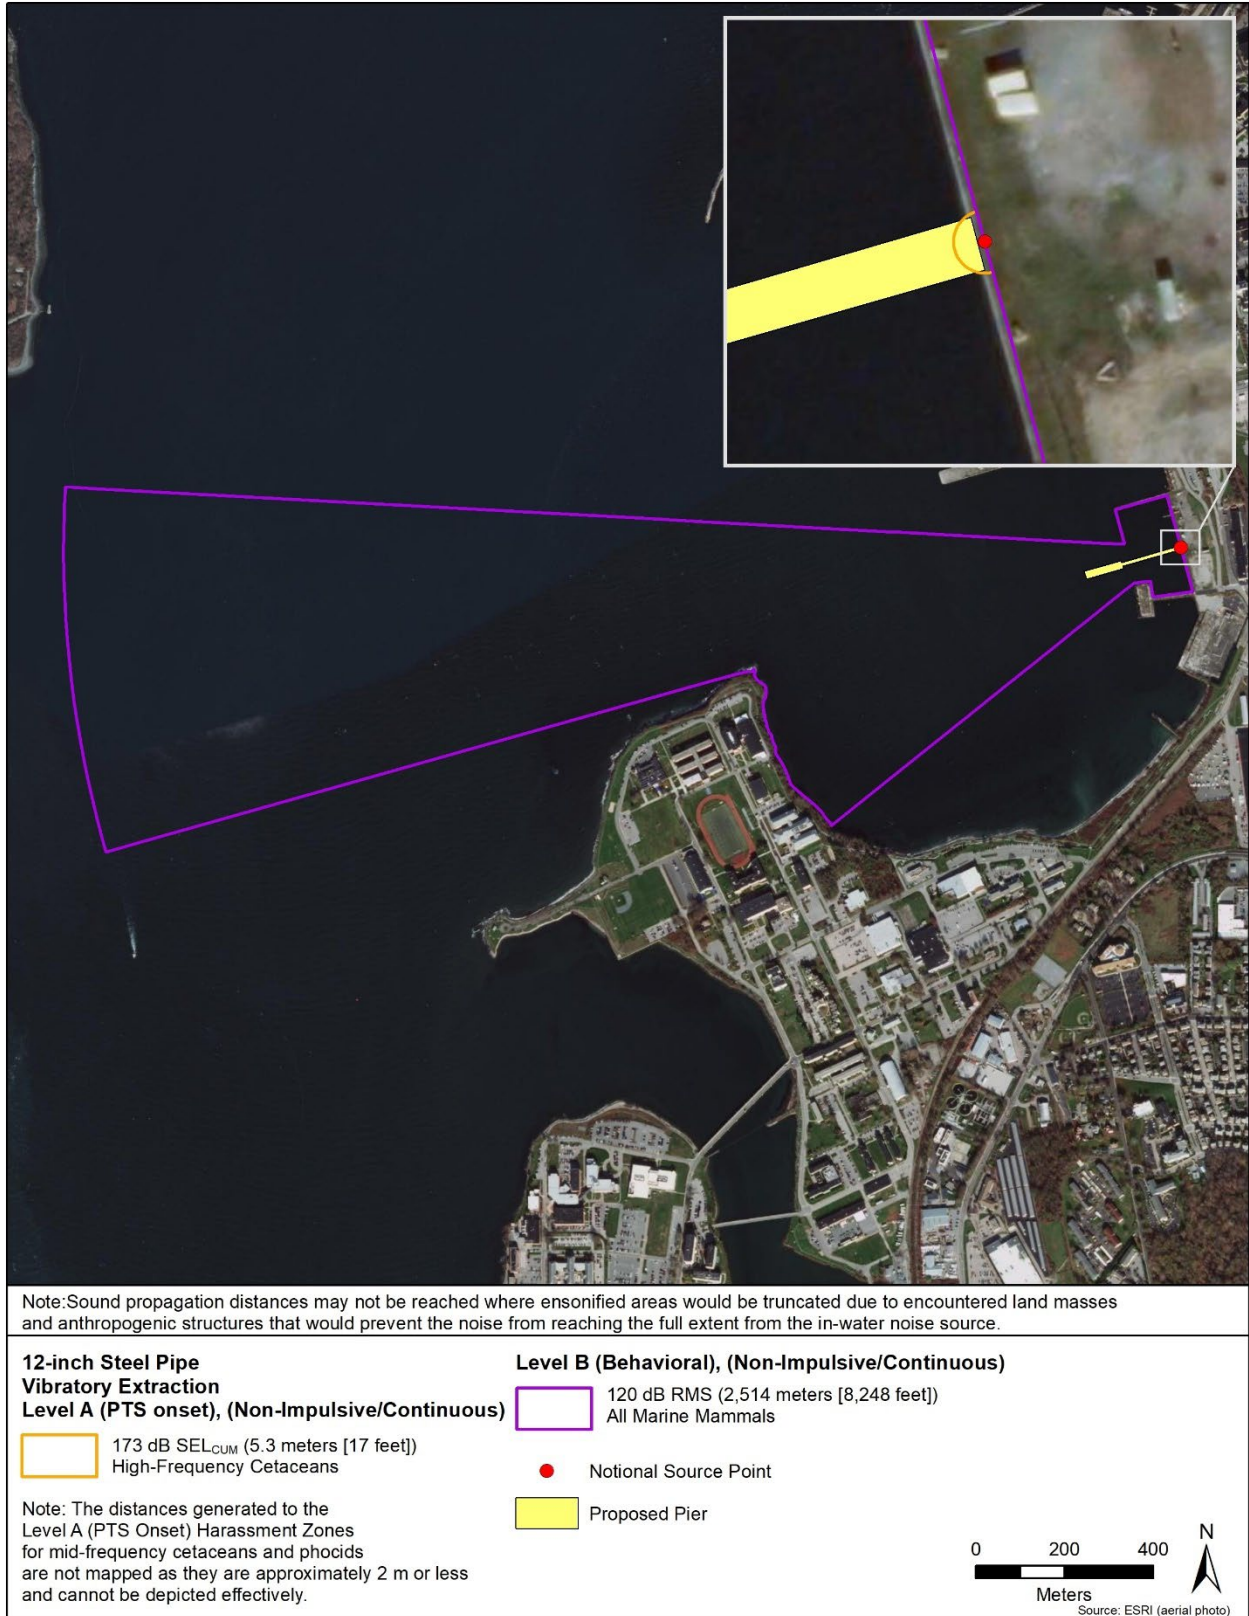 Note:Sound propagation distances may not be reached where ensonified areas would be truncated due to encountered land masses
and anthropogenic structures that would prevent the noise from reaching the full extent from the in-water noise source.
12-inch Steel Pipe
Vibratory Extraction
Level A (PTS onset), (Non-Impulsive/Continuous)
173 dB SELCUM (5.3 meters [17 feet])
High-Frequency Cetaceans
Note: The distances generated to the
Level A (PTS Onset) Harassment Zones
for mid-frequency cetaceans and phocids
are not mapped as they are approximately 2 m or less
and cannot be depicted effectively.
Level B (Behavioral), (Non-Impulsive/Continuous)
120 dB RMS (2,514 meters [8,248 feet])
All Marine Mammals
Notional Source Point
Proposed Pier
0 200 400
Meters
N
Source: ESRI (aerial photo)